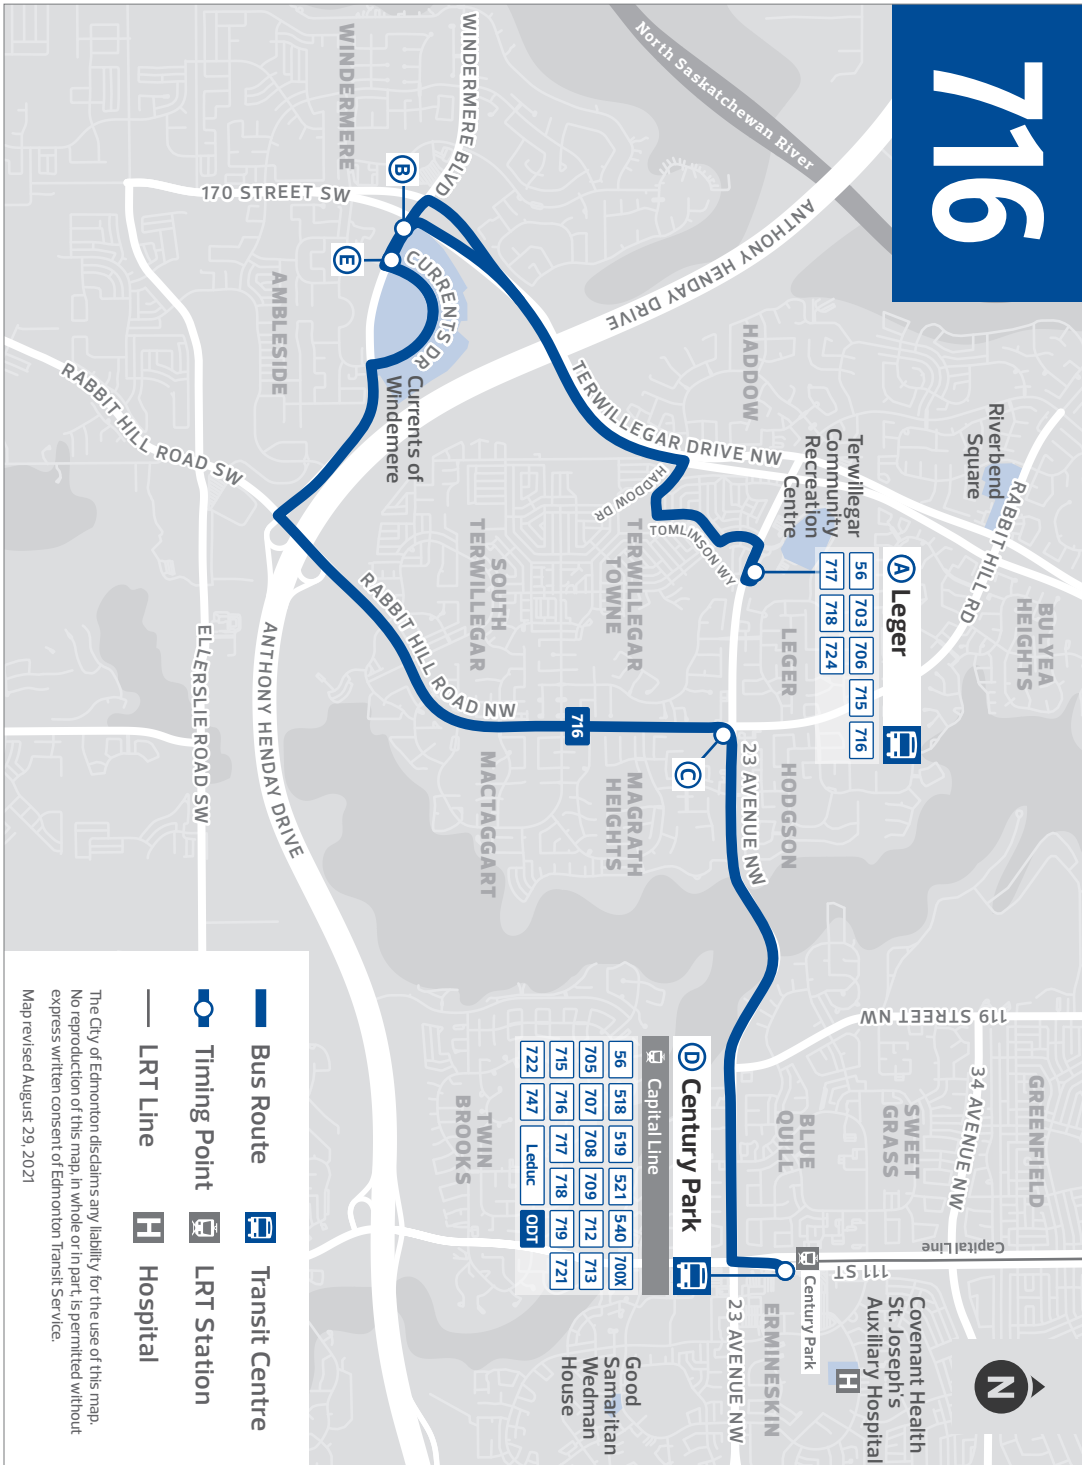 716
North Saskatchewan River
WINDERMERE
WINDERMERE BLVD
ANTHONY HENDAY DRIVE
170 STREET SW
B
E
CURRENTS DR
Currents of
Windermere
AMBLESIDE
RABBIT HILL ROAD SW
HADDOW
TERWILLEGAR DRIVE NW
HADDOW DR
TOMLINSON WY
Riverbend
Square
RABBIT HILL RD
Terwillegar
Community
Recreation
Centre
A Leger
56 703 706 715 716
717 718 724
BULYEA
HEIGHTS
LEGER
TERWILLEGAR
TOWNE
SOUTH
TERWILLEGAR
RABBIT HILL ROAD NW
716
ANTHONY HENDAY DRIVE
ELLERSLIE ROAD SW
C
23 AVENUE NW
HODGSON
MAGRATH
HEIGHTS
MACTAGGART
119 STREET NW
34 AVENUE NW
GREENFIELD
SWEET
GRASS
BLUE
QUILL
TWIN
BROOKS
D Century Park
Capital Line
56 518 519 521 540 700X
705 707 708 709 712 713
715 716 717 718 719 721
722 747 Leduc ODT
Capital Line
111 ST
Century Park
23 AVENUE NW
ERMINESKIN
Covenant Health
St. Joseph's
Auxiliary Hospital
H
Good
Samaritan
Wedman
House
N
Bus Route
Timing Point
LRT Line
Transit Centre
LRT Station
H Hospital
The City of Edmonton disclaims any liability for the use of this map.
No reproduction of this map, in whole or in part, is permitted without
express written consent of Edmonton Transit Service.
Map revised August 29, 2021